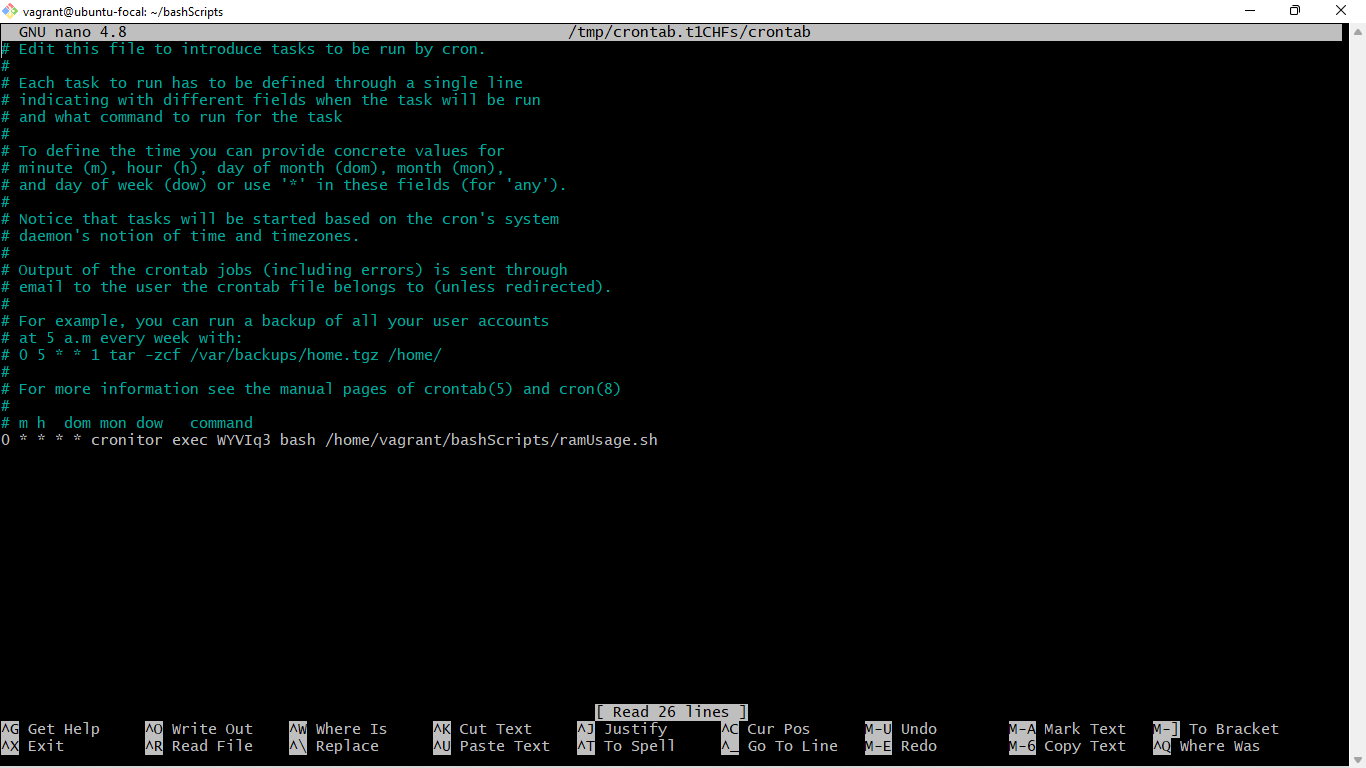 vagrant@ubuntu-focal: ~/bashScripts
GNU nano 4.8 /tmp/crontab.t1CHFs/crontab
# Edit this file to introduce tasks to be run by cron.
#
# Each task to run has to be defined through a single line
# indicating with different fields when the task will be run
# and what command to run for the task
#
# To define the time you can provide concrete values for
# minute (m), hour (h), day of month (dom), month (mon),
# and day of week (dow) or use '*' in these fields (for 'any').
#
# Notice that tasks will be started based on the cron's system
# daemon's notion of time and timezones.
#
# Output of the crontab jobs (including errors) is sent through
# email to the user the crontab file belongs to (unless redirected).
#
# For example, you can run a backup of all your user accounts
# at 5 a.m every week with:
# 0 5 * * 1 tar -zcf /var/backups/home.tgz /home/
#
# For more information see the manual pages of crontab(5) and cron(8)
#
# m h  dom mon dow   command
0 * * * * cronitor exec WYVIq3 bash /home/vagrant/bashScripts/ramUsage.sh
[ Read 26 lines ]
^G Get Help ^O Write Out ^W Where Is ^K Cut Text ^J Justify ^C Cur Pos M-U Undo M-A Mark Text M-] To Bracket
^X Exit ^R Read File ^\ Replace ^U Paste Text ^T To Spell ^_ Go To Line M-E Redo M-6 Copy Text ^Q Where Was